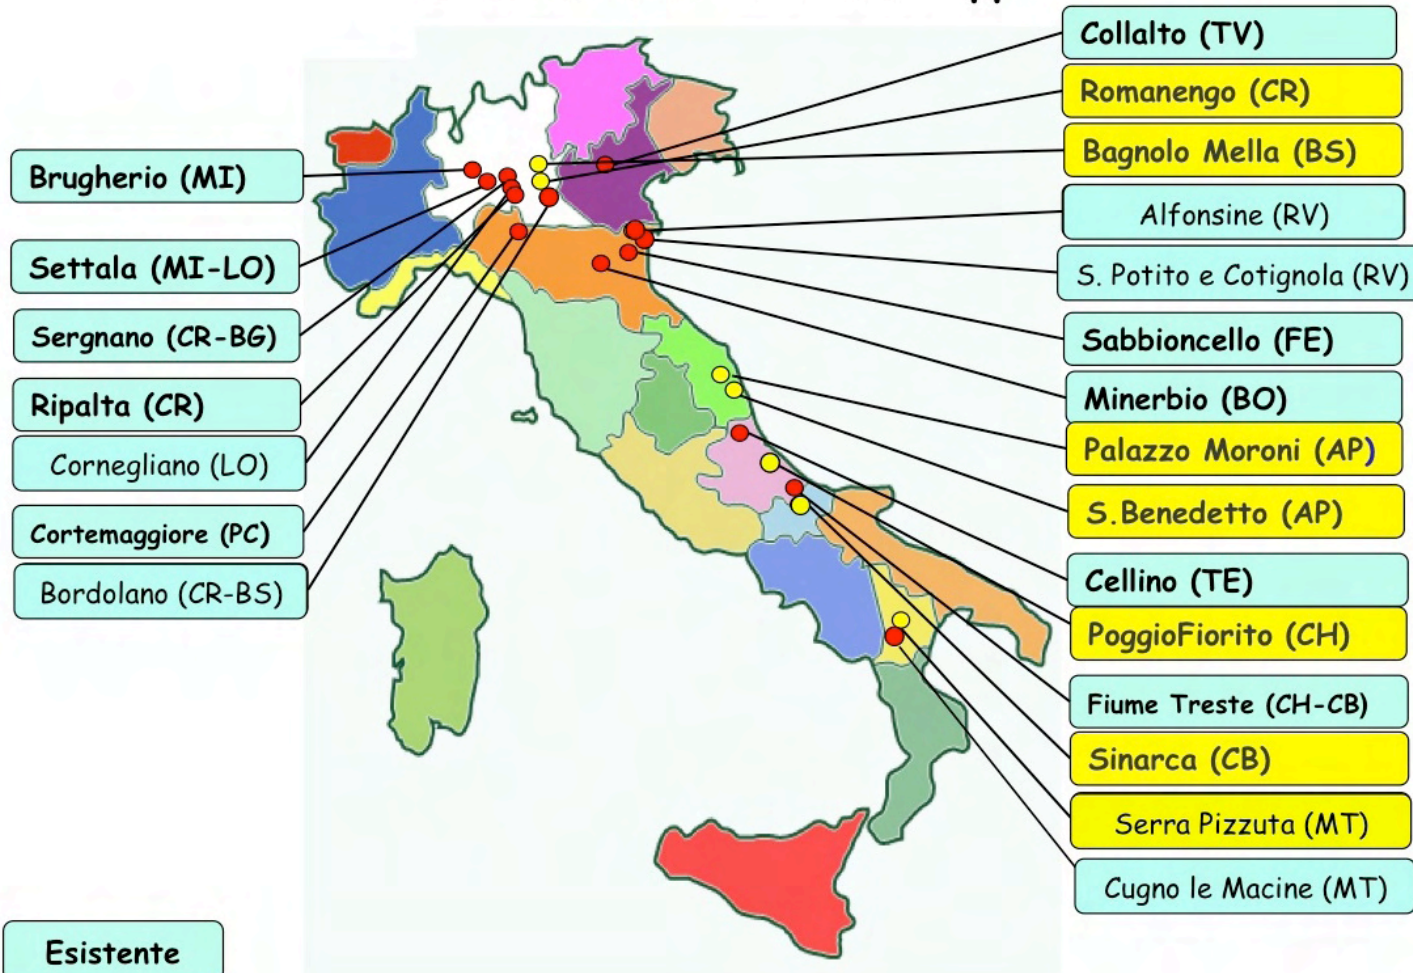 Collalto (TV)
Romanengo (CR)
Bagnolo Mella (BS)
Alfonsine (RV)
S. Potito e Cotignola (RV)
Sabbioncello (FE)
Minerbio (BO)
Palazzo Moroni (AP)
S.Benedetto (AP)
Cellino (TE)
PoggioFiorito (CH)
Fiume Treste (CH-CB)
Sinarca (CB)
Serra Pizzuta (MT)
Cugno le Macine (MT)
Brugherio (MI)
Settala (MI-LO)
Sergnano (CR-BG)
Ripalta (CR)
Cornegliano (LO)
Cortemaggiore (PC)
Bordolano (CR-BS)
Esistente